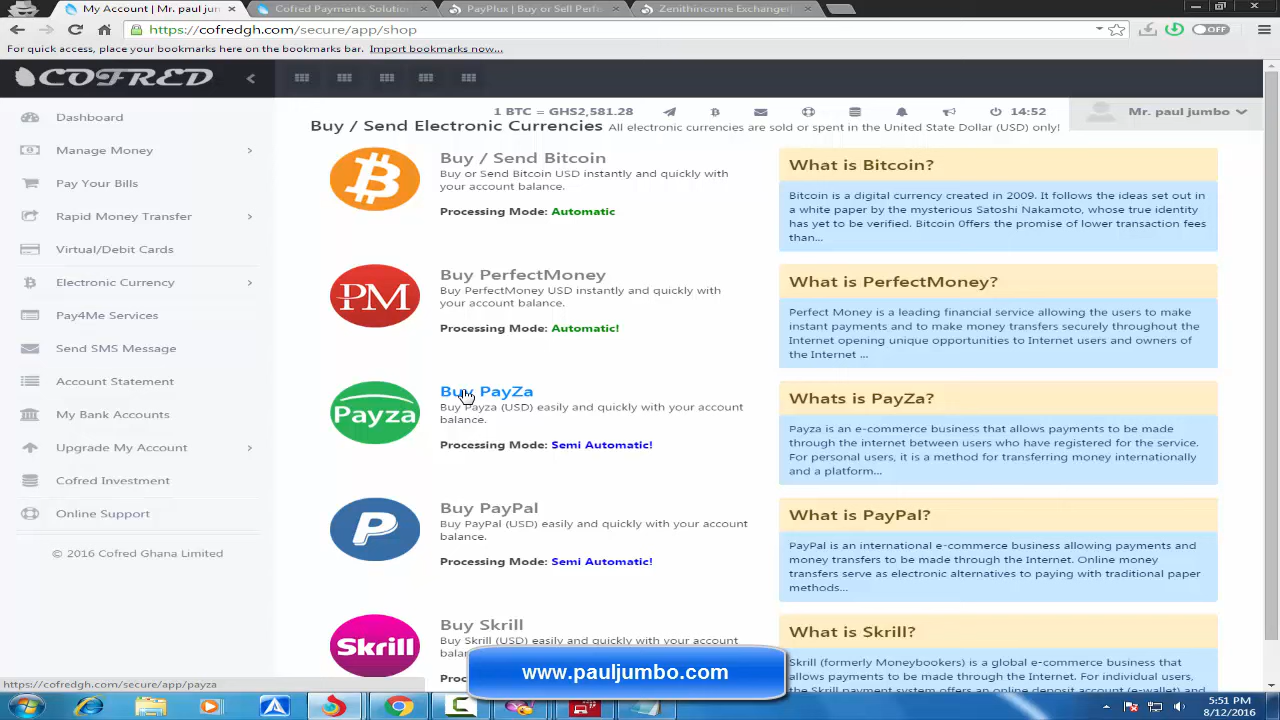 My Account | Mr. paul jum
Cofred Payments Solution
PayPlus | Buy or Sell Perf
Zenithincome Exchange|
https://cofredgh.com/secure/app/shop
OFF
For quick access, place your bookmarks here on the bookmarks bar. Import bookmarks now...
COFRED
1 BTC = GHS2,581.28
14:52
Mr. paul jumbo
Dashboard
Manage Money
Pay Your Bills
Rapid Money Transfer
Virtual/Debit Cards
Electronic Currency
Pay4Me Services
Send SMS Message
Account Statement
My Bank Accounts
Upgrade My Account
Cofred Investment
Online Support
© 2016 Cofred Ghana Limited
Buy / Send Electronic Currencies All electronic currencies are sold or spent in the United State Dollar (USD) only!
Buy / Send Bitcoin
Buy or Send Bitcoin USD instantly and quickly with
your account balance.
Processing Mode: Automatic
What is Bitcoin?
Bitcoin is a digital currency created in 2009. It follows the ideas set out in
a white paper by the mysterious Satoshi Nakamoto, whose true identity
has yet to be verified. Bitcoin 0ffers the promise of lower transaction fees
than...
PM
Buy PerfectMoney
Buy PerfectMoney USD instantly and quickly with
your account balance.
Processing Mode: Automatic!
What is PerfectMoney?
Perfect Money is a leading financial service allowing the users to make
instant payments and to make money transfers securely throughout the
Internet opening unique opportunities to Internet users and owners of
the Internet ...
Payza
Buy PayZa
Buy Payza (USD) easily and quickly with your account
balance.
Processing Mode: Semi Automatic!
Whats is PayZa?
Payza is an e-commerce business that allows payments to be made
through the internet between users who have registered for the service.
For personal users, it is a method for transferring money internationally
and a platform...
P
Buy PayPal
Buy PayPal (USD) easily and quickly with your account
balance.
Processing Mode: Semi Automatic!
What is PayPal?
PayPal is an international e-commerce business allowing payments and
money transfers to be made through the Internet. Online money
transfers serve as electronic alternatives to paying with traditional paper
methods...
Skrill
Buy Skrill
Buy Skrill (USD) easily and quickly with your account
What is Skrill?
Skrill (formerly Moneybookers) is a global e-commerce business that
allows payments to be made through the Internet. For individual users,
www.pauljumbo.com
https://cofredgh.com/secure/app/payza
5:51 PM
8/12/2016